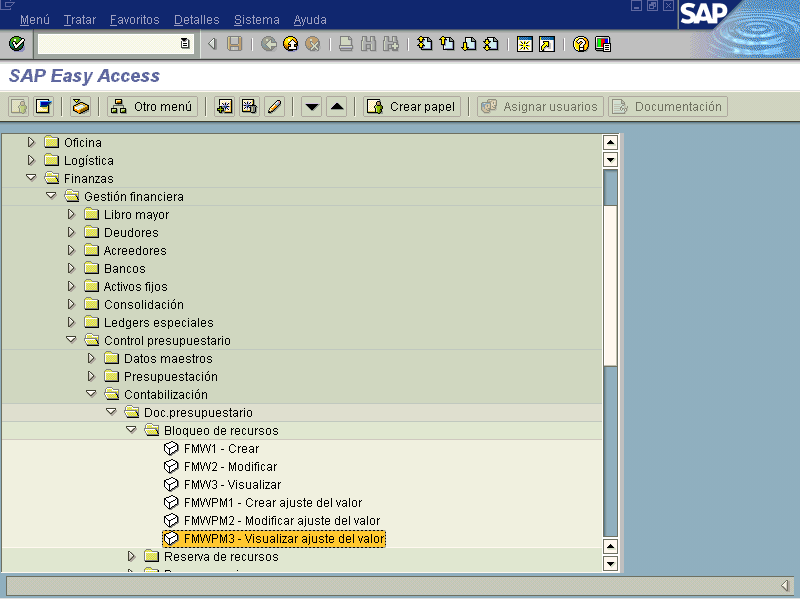 Menú Tratar Favoritos Detalles Sistema Ayuda
SAP
SAP Easy Access
Otro menú Crear papel Asignar usuarios Documentación
Oficina
Logística
Finanzas
Gestión financiera
Libro mayor
Deudores
Acreedores
Bancos
Activos fijos
Consolidación
Ledgers especiales
Control presupuestario
Datos maestros
Presupuestación
Contabilización
Doc.presupuestario
Bloqueo de recursos
FMW1 - Crear
FMW2 - Modificar
FMW3 - Visualizar
FMWPM1 - Crear ajuste del valor
FMWPM2 - Modificar ajuste del valor
FMWPM3 - Visualizar ajuste del valor
Reserva de recursos